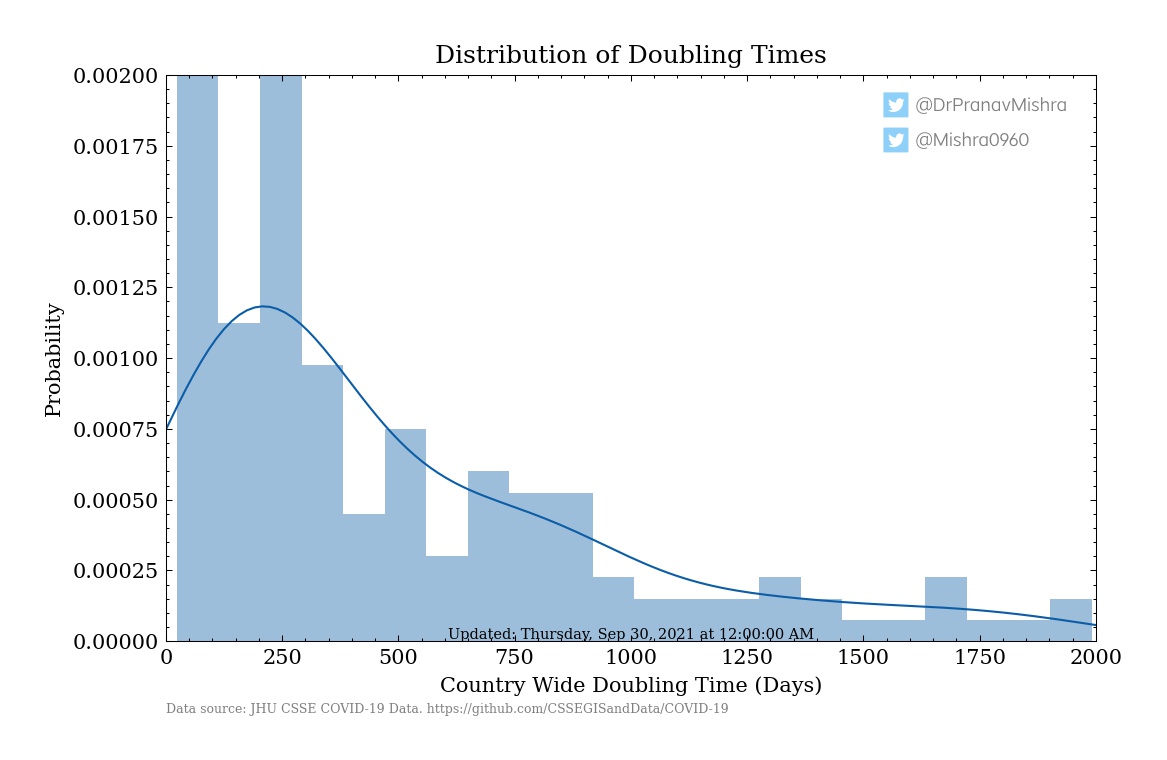 Distribution of Doubling Times
@DrPranavMishra
@Mishra0960
0.00200
0.00175
0.00150
0.00125
0.00100
0.00075
0.00050
0.00025
0.00000
Probability
Updated: Thursday, Sep 30, 2021 at 12:00:00 AM
0 250 500 750 1000 1250 1500 1750 2000
Country Wide Doubling Time (Days)
Data source: JHU CSSE COVID-19 Data. https://github.com/CSSEGISandData/COVID-19